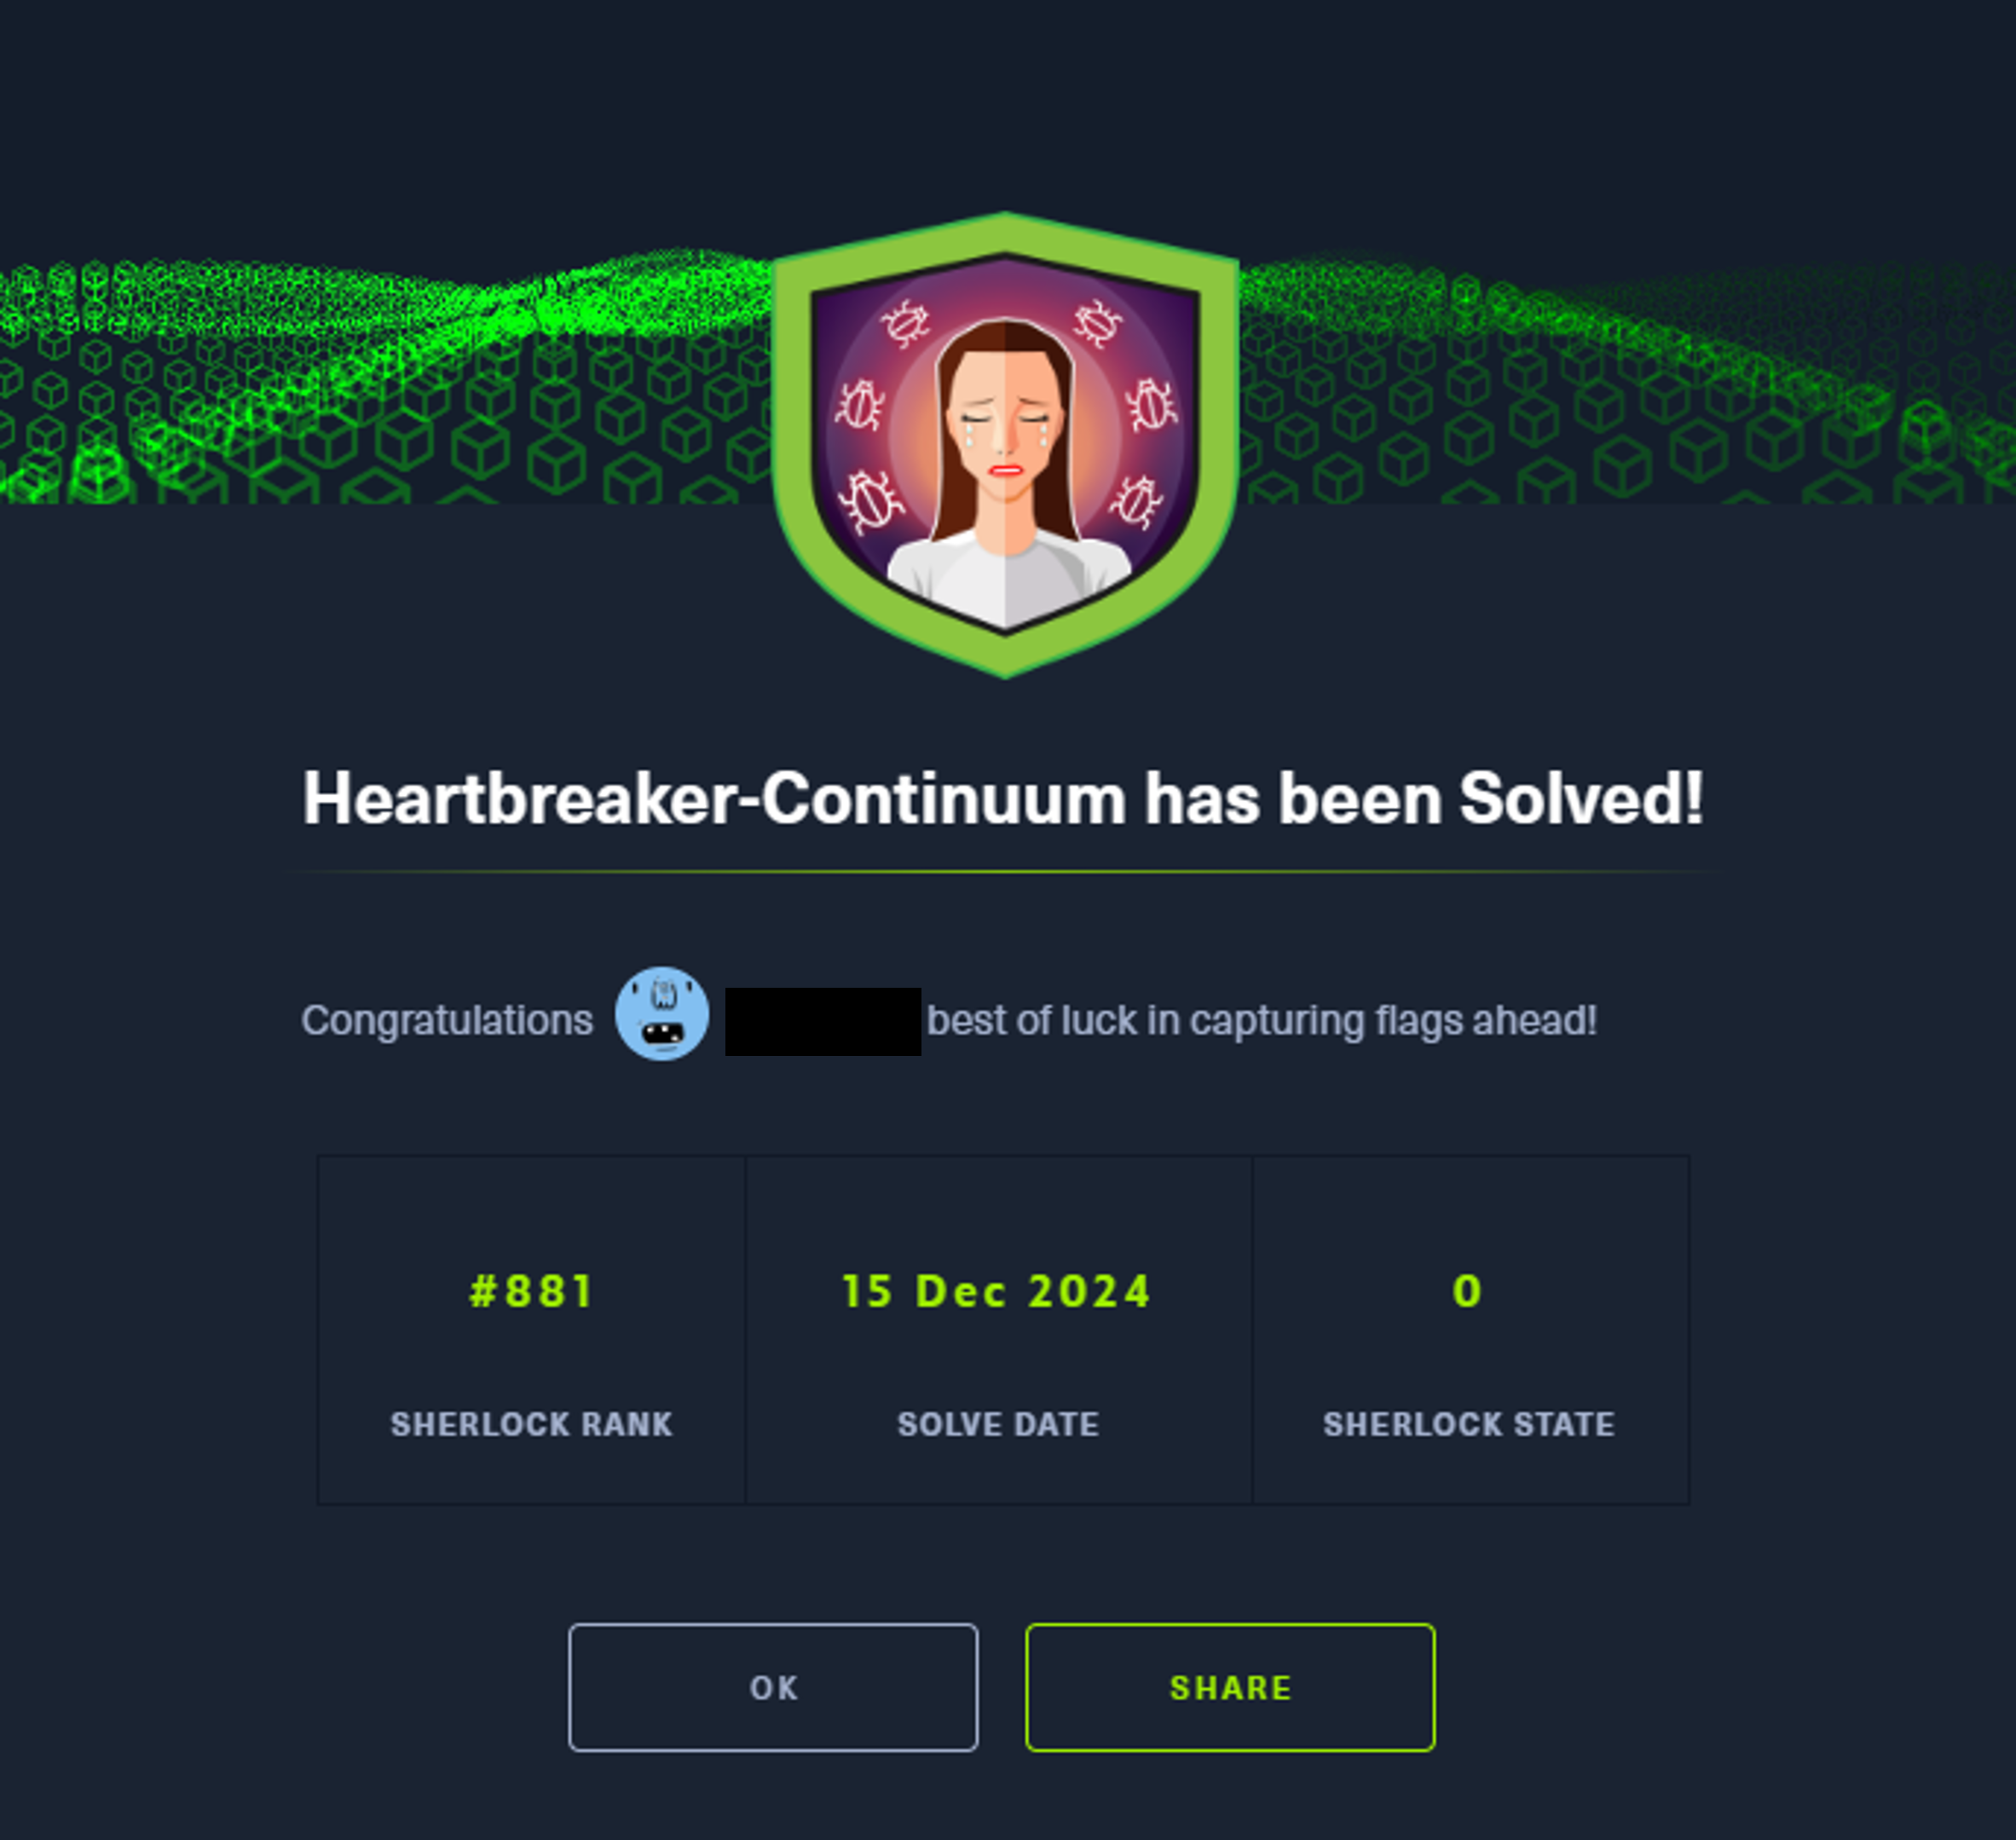 Heartbreaker-Continuum has been Solved!
Congratulations best of luck in capturing flags ahead!
#881 15 Dec 2024 0
SHERLOCK RANK SOLVE DATE SHERLOCK STATE
OK SHARE